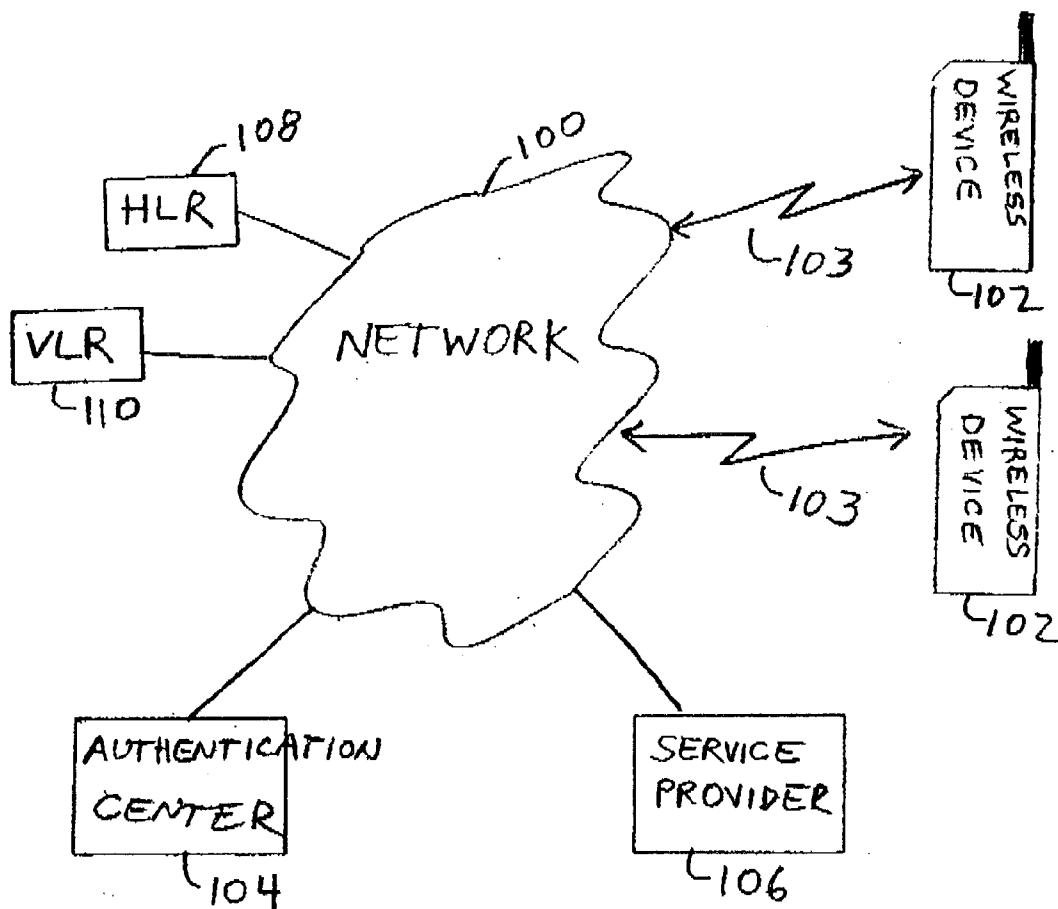 108
HLR
100
VLR
110
NETWORK
103
WIRELESS
DEVICE
102
103
WIRELESS
DEVICE
102
AUTHENTICATION
CENTER
104
SERVICE
PROVIDER
106